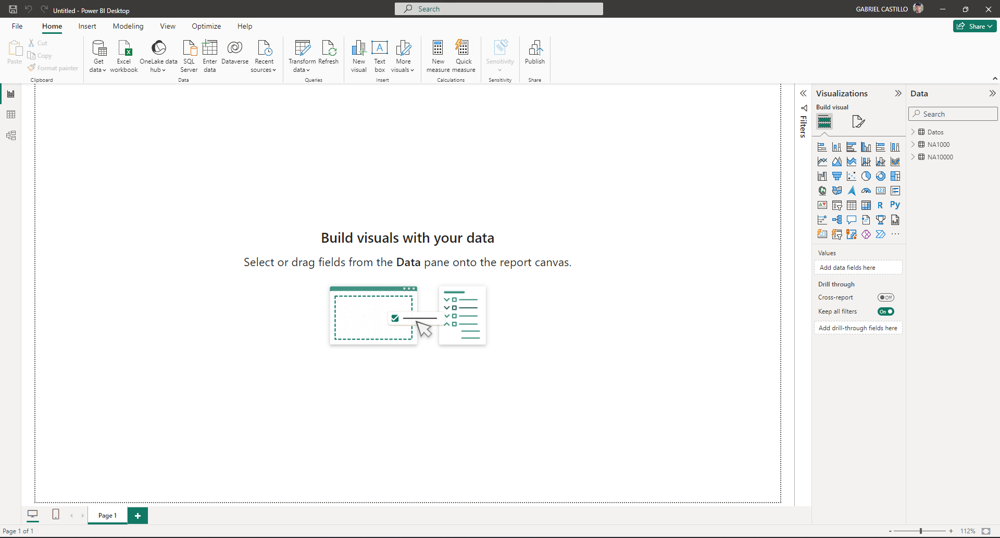 Untitled - Power BI Desktop
Search
GABRIEL CASTILLO
File
Home
Insert
Modeling
View
Optimize
Help
Share
Paste
Cut
Copy
Format painter
Clipboard
Get
data
Excel
workbook
OneLake data
hub
SQL
Server
Enter
data
Dataverse
Recent
sources
Data
Transform
data
Refresh
Queries
New
visual
A
Text
box
More
visuals
Insert
New
measure
Quick
measure
Calculations
Sensitivity
Sensitivity
Publish
Share
Build visuals with your data
Select or drag fields from the Data pane onto the report canvas.
Filters
Visualizations
Build visual
123
R
Py
123
Values
Add data fields here
Drill through
Cross-report
Off
Keep all filters
On
Add drill-through fields here
Data
Search
Datos
NA1000
NA10000
Page 1
+
Page 1 of 1
- + 112%